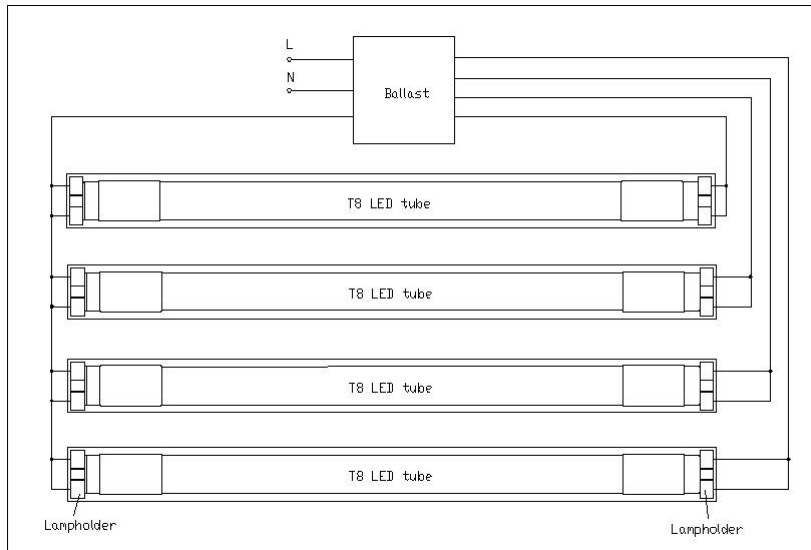 L
N
Ballast
T8 LED tube
T8 LED tube
T8 LED tube
T8 LED tube
Lampholder
Lampholder